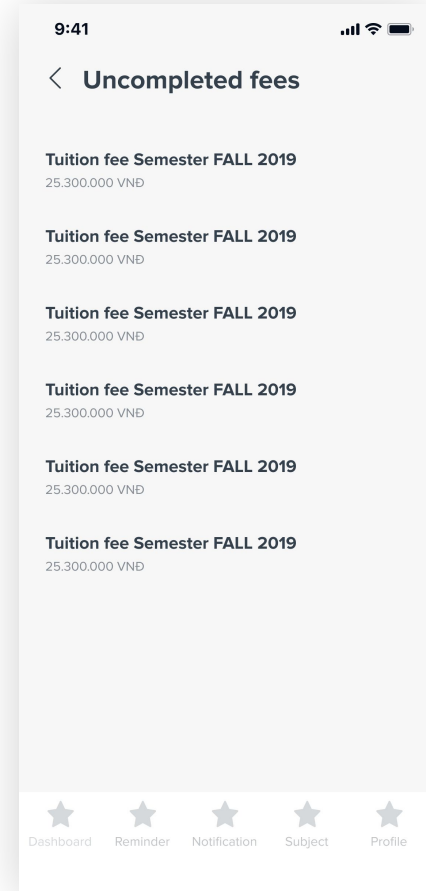 9:41
Uncompleted fees
Tuition fee Semester FALL 2019
25.300.000 VNĐ
Tuition fee Semester FALL 2019
25.300.000 VNĐ
Tuition fee Semester FALL 2019
25.300.000 VNĐ
Tuition fee Semester FALL 2019
25.300.000 VNĐ
Tuition fee Semester FALL 2019
25.300.000 VNĐ
Tuition fee Semester FALL 2019
25.300.000 VNĐ
Dashboard Reminder Notification Subject Profile